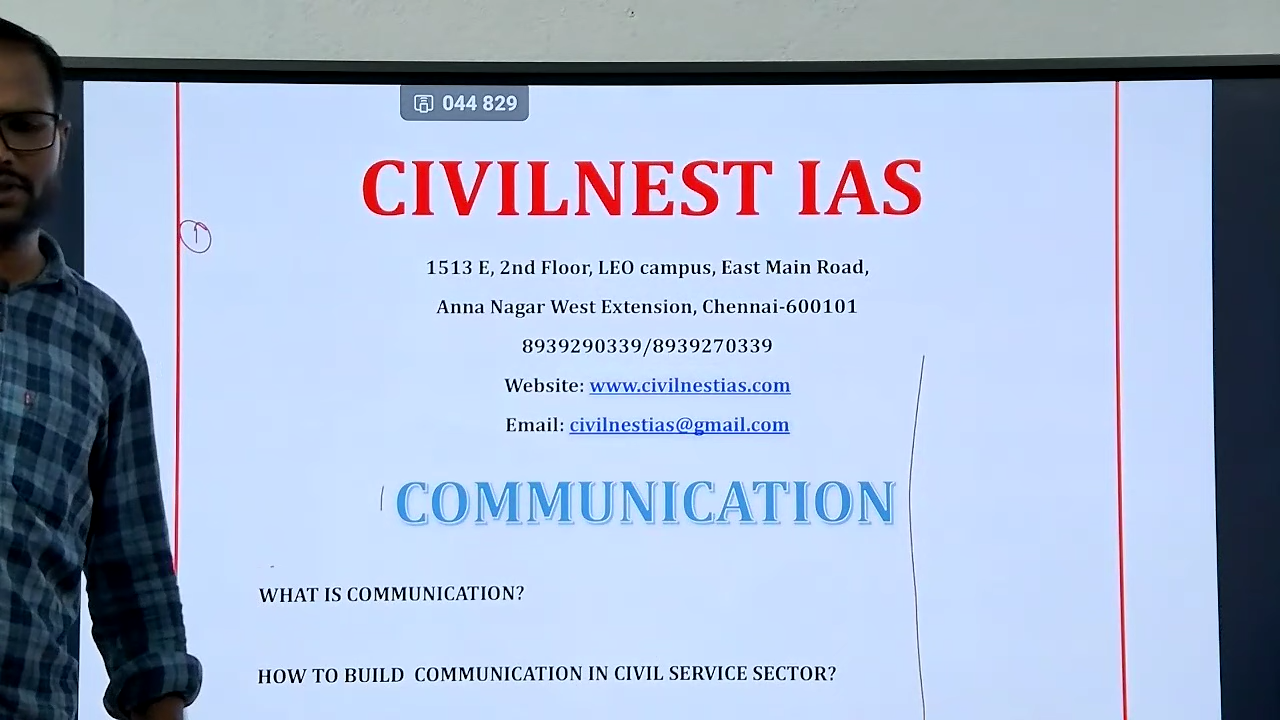 044 829
CIVILNEST IAS
1
1513 E, 2nd Floor, LEO campus, East Main Road,
Anna Nagar West Extension, Chennai-600101
8939290339/8939270339
Website: www.civilnestias.com
Email: civilnestias@gmail.com
COMMUNICATION
WHAT IS COMMUNICATION?
HOW TO BUILD COMMUNICATION IN CIVIL SERVICE SECTOR?